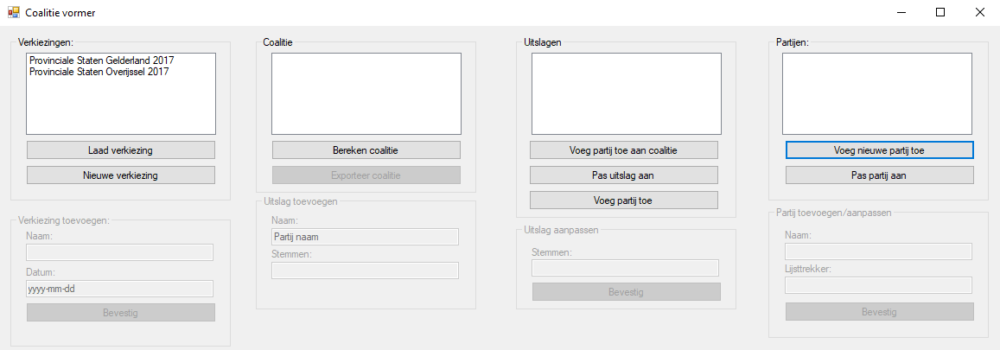 Coalitie vormer
Verkiezingen:
Provinciale Staten Gelderland 2017
Provinciale Staten Overijssel 2017
Laad verkiezing
Nieuwe verkiezing
Verkiezing toevoegen:
Naam:
Datum:
yyyy-mm-dd
Bevestig
Coalitie
Bereken coalitie
Exporteer coalitie
Uitslag toevoegen
Naam:
Partij naam
Stemmen:
Uitslagen
Voeg partij toe aan coalitie
Pas uitslag aan
Voeg partij toe
Uitslag aanpassen
Stemmen:
Bevestig
Partijen:
Voeg nieuwe partij toe
Pas partij aan
Partij toevoegen/aanpassen
Naam:
Lijsttrekker:
Bevestig